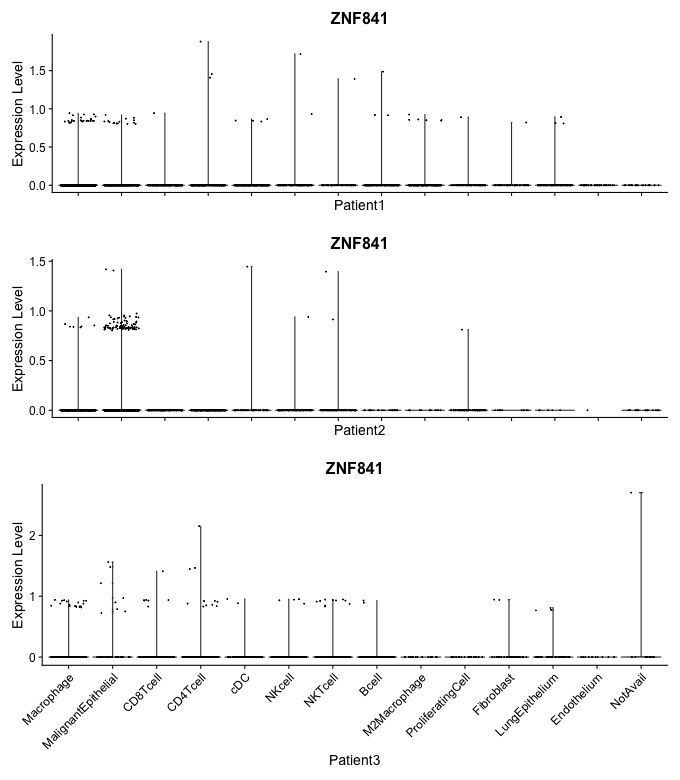 ZNF841
Expression Level
1.5
1.0
0.5
0.0
Patient1
ZNF841
Expression Level
1.5
1.0
0.5
0.0
Patient2
ZNF841
Expression Level
2
1
0
Macrophage
MalignantEpithelial
CD8Tcell
CD4Tcell
cDC
NKcell
NKTcell
Bcell
M2Macrophage
ProliferatingCell
Fibroblast
LungEpithelium
Endothelium
NotAvail
Patient3